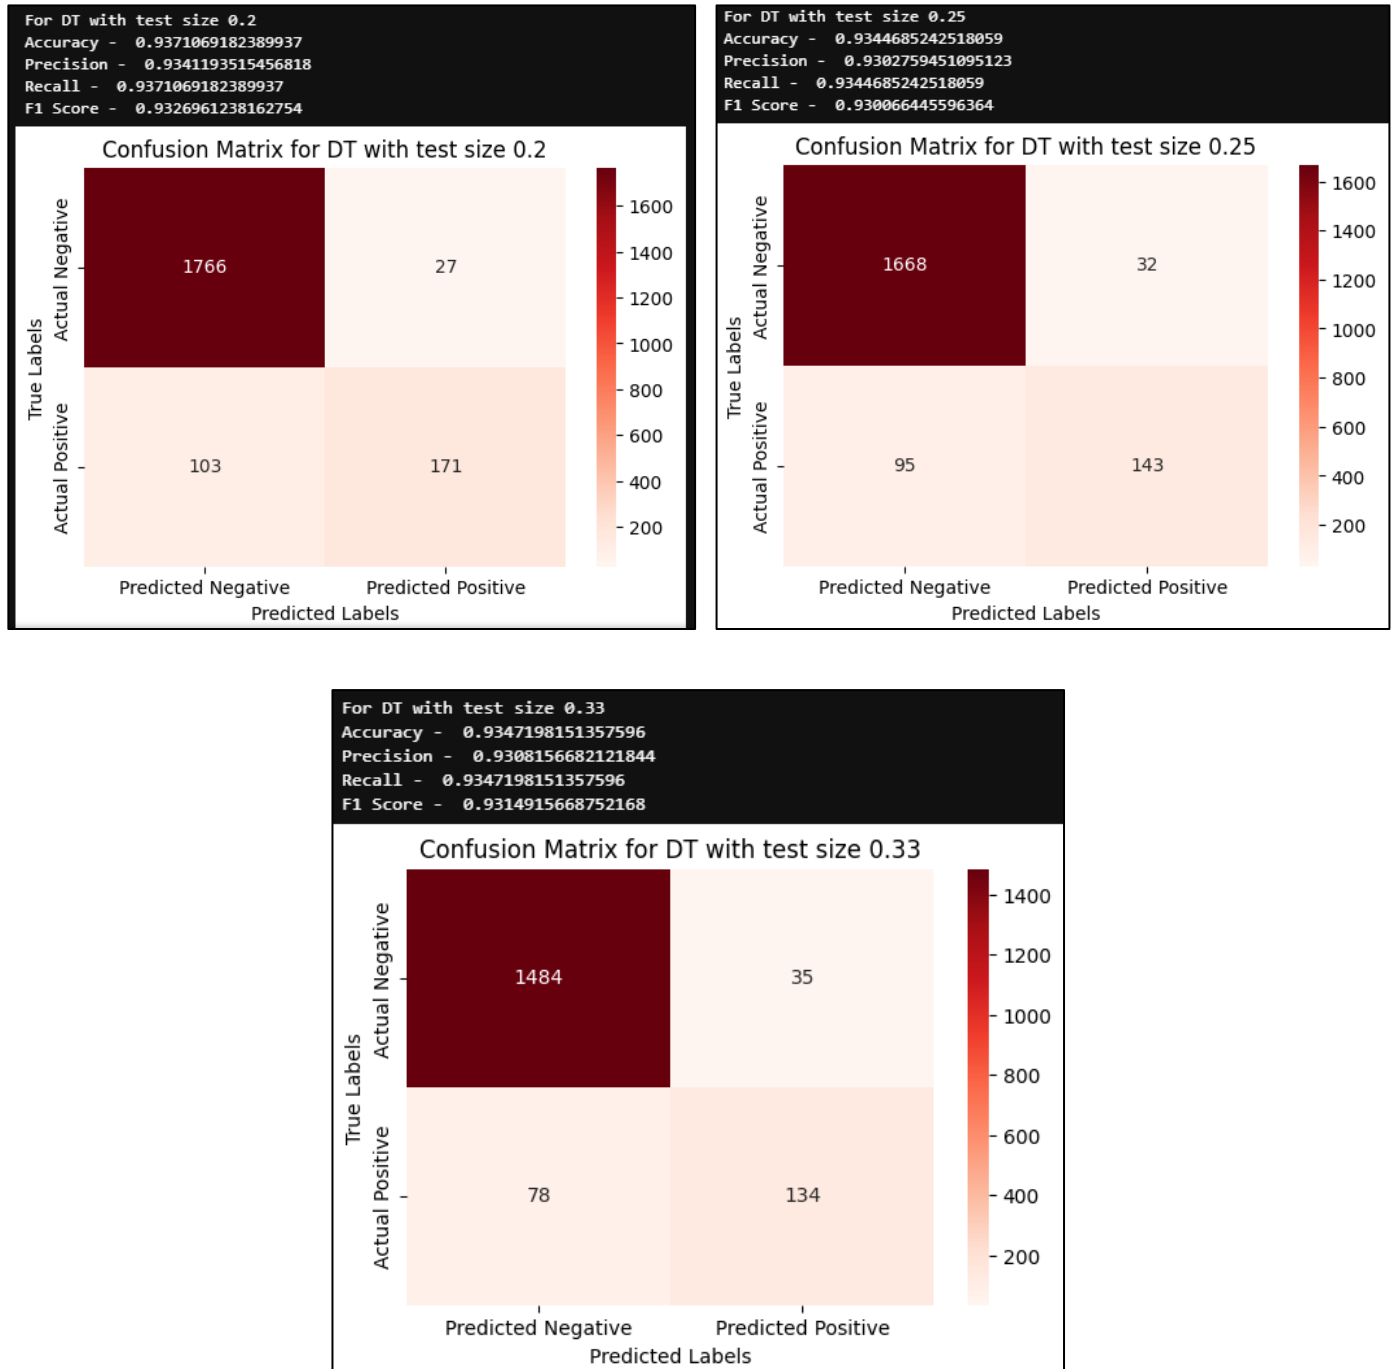 For DT with test size 0.2
Accuracy - 0.9371069182389937
Precision - 0.9341193515456818
Recall - 0.9371069182389937
F1 Score - 0.9326961238162754
Confusion Matrix for DT with test size 0.2
True Labels
Actual Negative
Actual Positive
1766
27
103
171
Predicted Negative
Predicted Positive
Predicted Labels
1600
1400
1200
1000
800
600
400
200
For DT with test size 0.25
Accuracy - 0.9344685242518059
Precision - 0.9302759451095123
Recall - 0.9344685242518059
F1 Score - 0.930066445596364
Confusion Matrix for DT with test size 0.25
True Labels
Actual Negative
Actual Positive
1668
32
95
143
Predicted Negative
Predicted Positive
Predicted Labels
1600
1400
1200
1000
800
600
400
200
For DT with test size 0.33
Accuracy - 0.9347198151357596
Precision - 0.9308156682121844
Recall - 0.9347198151357596
F1 Score - 0.9314915668752168
Confusion Matrix for DT with test size 0.33
True Labels
Actual Negative
Actual Positive
1484
35
78
134
Predicted Negative
Predicted Positive
Predicted Labels
1400
1200
1000
800
600
400
200